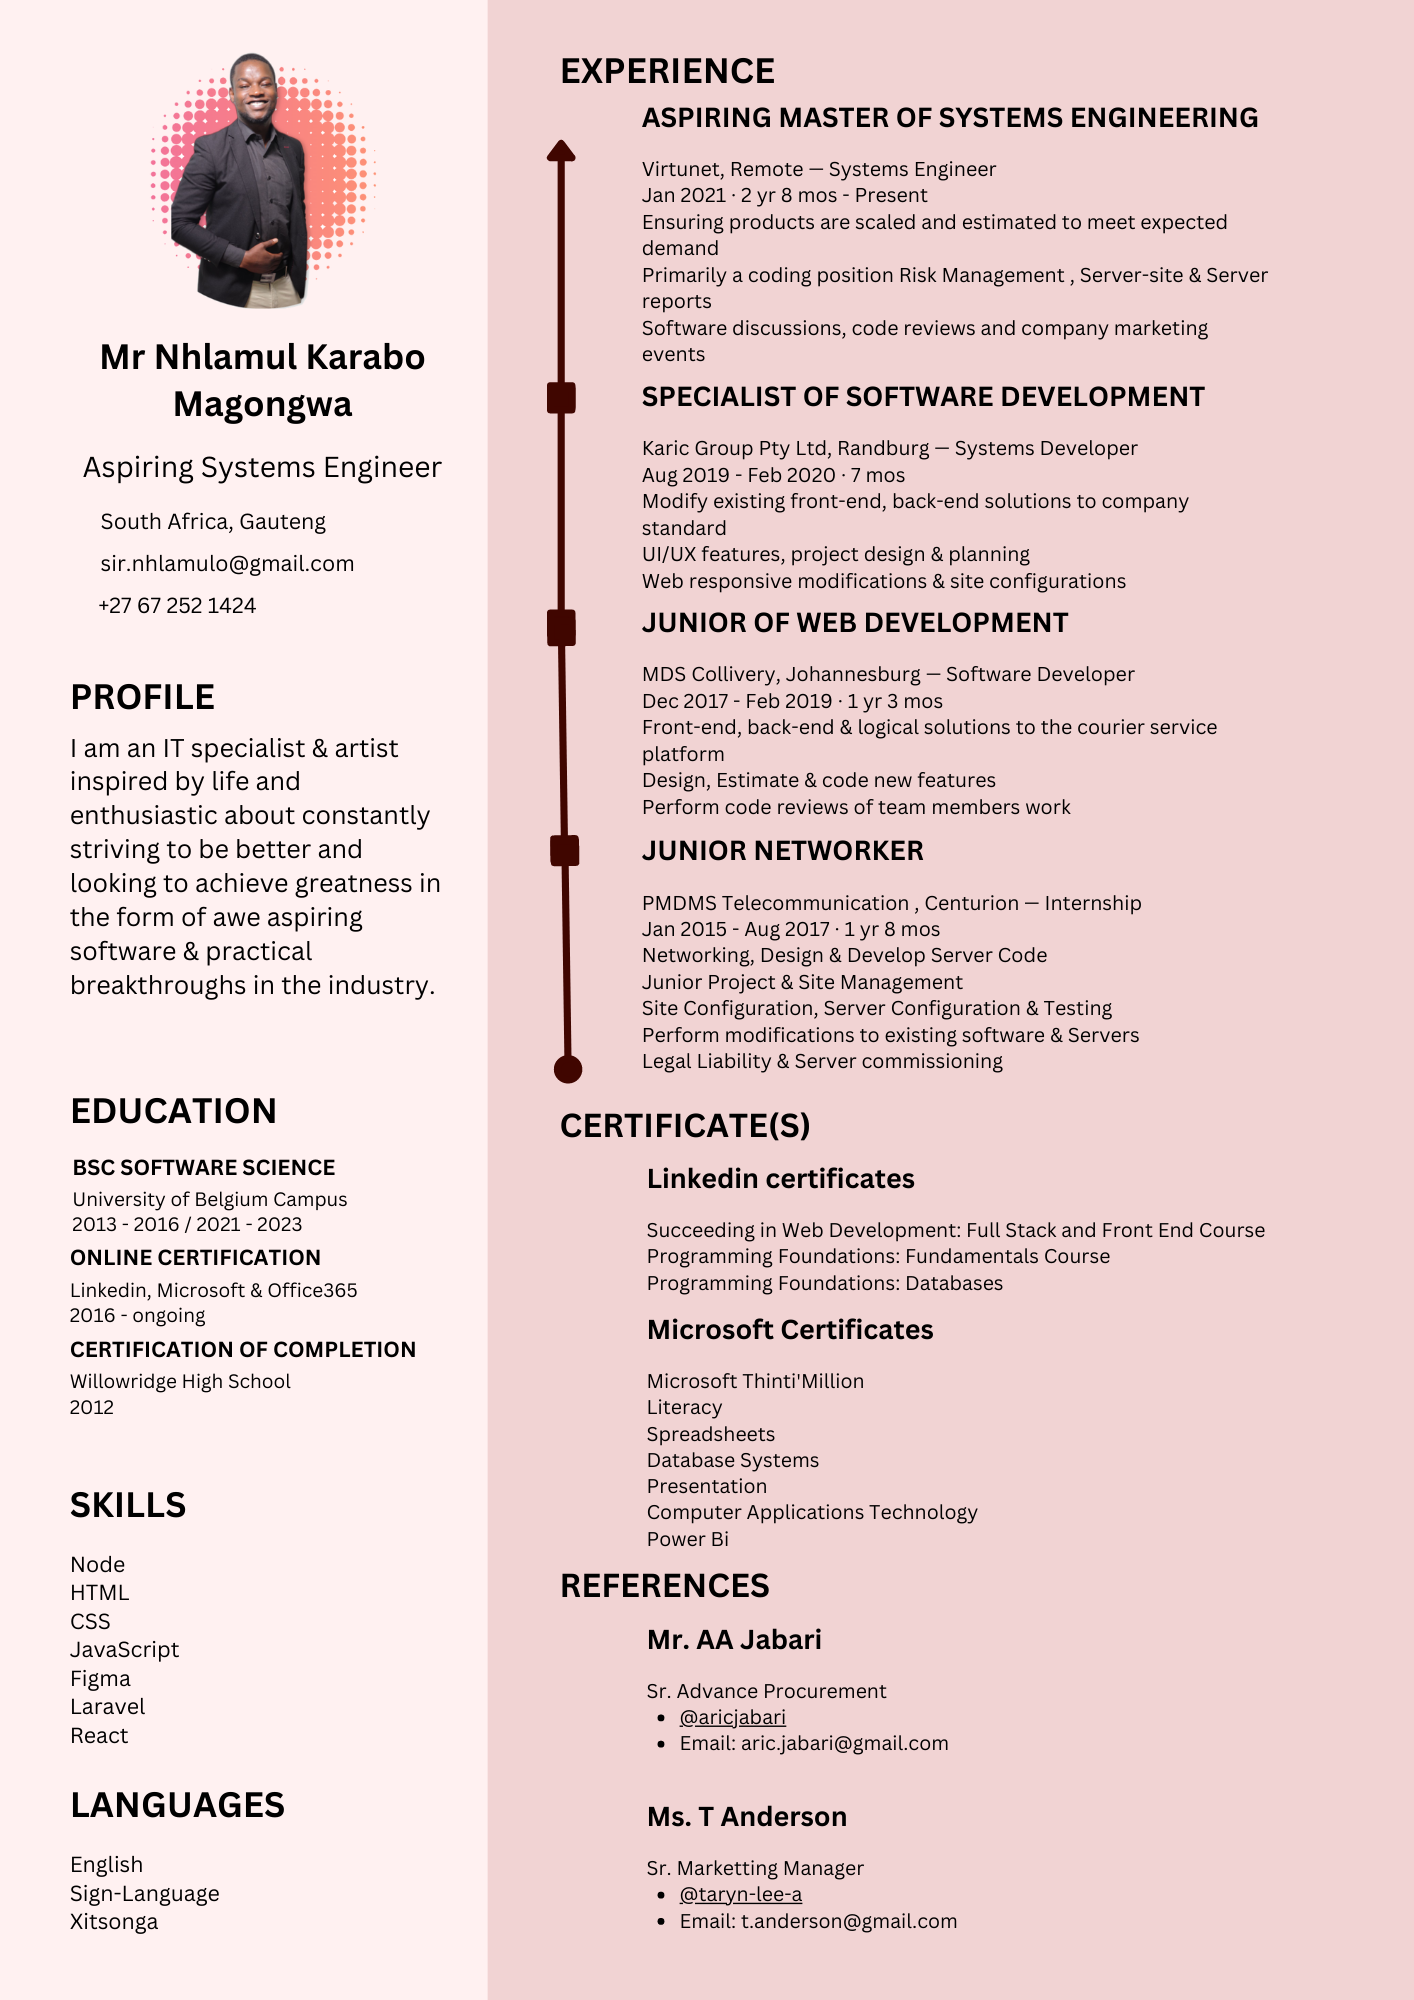 Mr Nhlamul Karabo
Magongwa
Aspiring Systems Engineer
South Africa, Gauteng
sir.nhlamulo@gmail.com
+27 67 252 1424
PROFILE
I am an IT specialist & artist
inspired by life and
enthusiastic about constantly
striving to be better and
looking to achieve greatness in
the form of awe aspiring
software & practical
breakthroughs in the industry.
EDUCATION
BSC SOFTWARE SCIENCE
University of Belgium Campus
2013 - 2016 / 2021 - 2023
ONLINE CERTIFICATION
Linkedin, Microsoft & Office365
2016 - ongoing
CERTIFICATION OF COMPLETION
Willowridge High School
2012
SKILLS
Node
HTML
CSS
JavaScript
Figma
Laravel
React
LANGUAGES
English
Sign-Language
Xitsonga
EXPERIENCE
ASPIRING MASTER OF SYSTEMS ENGINEERING
Virtunet, Remote — Systems Engineer
Jan 2021 · 2 yr 8 mos - Present
Ensuring products are scaled and estimated to meet expected
demand
Primarily a coding position Risk Management , Server-site & Server
reports
Software discussions, code reviews and company marketing
events
SPECIALIST OF SOFTWARE DEVELOPMENT
Karic Group Pty Ltd, Randburg — Systems Developer
Aug 2019 - Feb 2020 · 7 mos
Modify existing front-end, back-end solutions to company
standard
UI/UX features, project design & planning
Web responsive modifications & site configurations
JUNIOR OF WEB DEVELOPMENT
MDS Collivery, Johannesburg — Software Developer
Dec 2017 - Feb 2019 · 1 yr 3 mos
Front-end, back-end & logical solutions to the courier service
platform
Design, Estimate & code new features
Perform code reviews of team members work
JUNIOR NETWORKER
PMDMS Telecommunication , Centurion — Internship
Jan 2015 - Aug 2017 · 1 yr 8 mos
Networking, Design & Develop Server Code
Junior Project & Site Management
Site Configuration, Server Configuration & Testing
Perform modifications to existing software & Servers
Legal Liability & Server commissioning
CERTIFICATE(S)
Linkedin certificates
Succeeding in Web Development: Full Stack and Front End Course
Programming Foundations: Fundamentals Course
Programming Foundations: Databases
Microsoft Certificates
Microsoft Thinti'Million
Literacy
Spreadsheets
Database Systems
Presentation
Computer Applications Technology
Power Bi
REFERENCES
Mr. AA Jabari
Sr. Advance Procurement
• @aricjabari
• Email: aric.jabari@gmail.com
Ms. T Anderson
Sr. Marketting Manager
• @taryn-lee-a
• Email: t.anderson@gmail.com